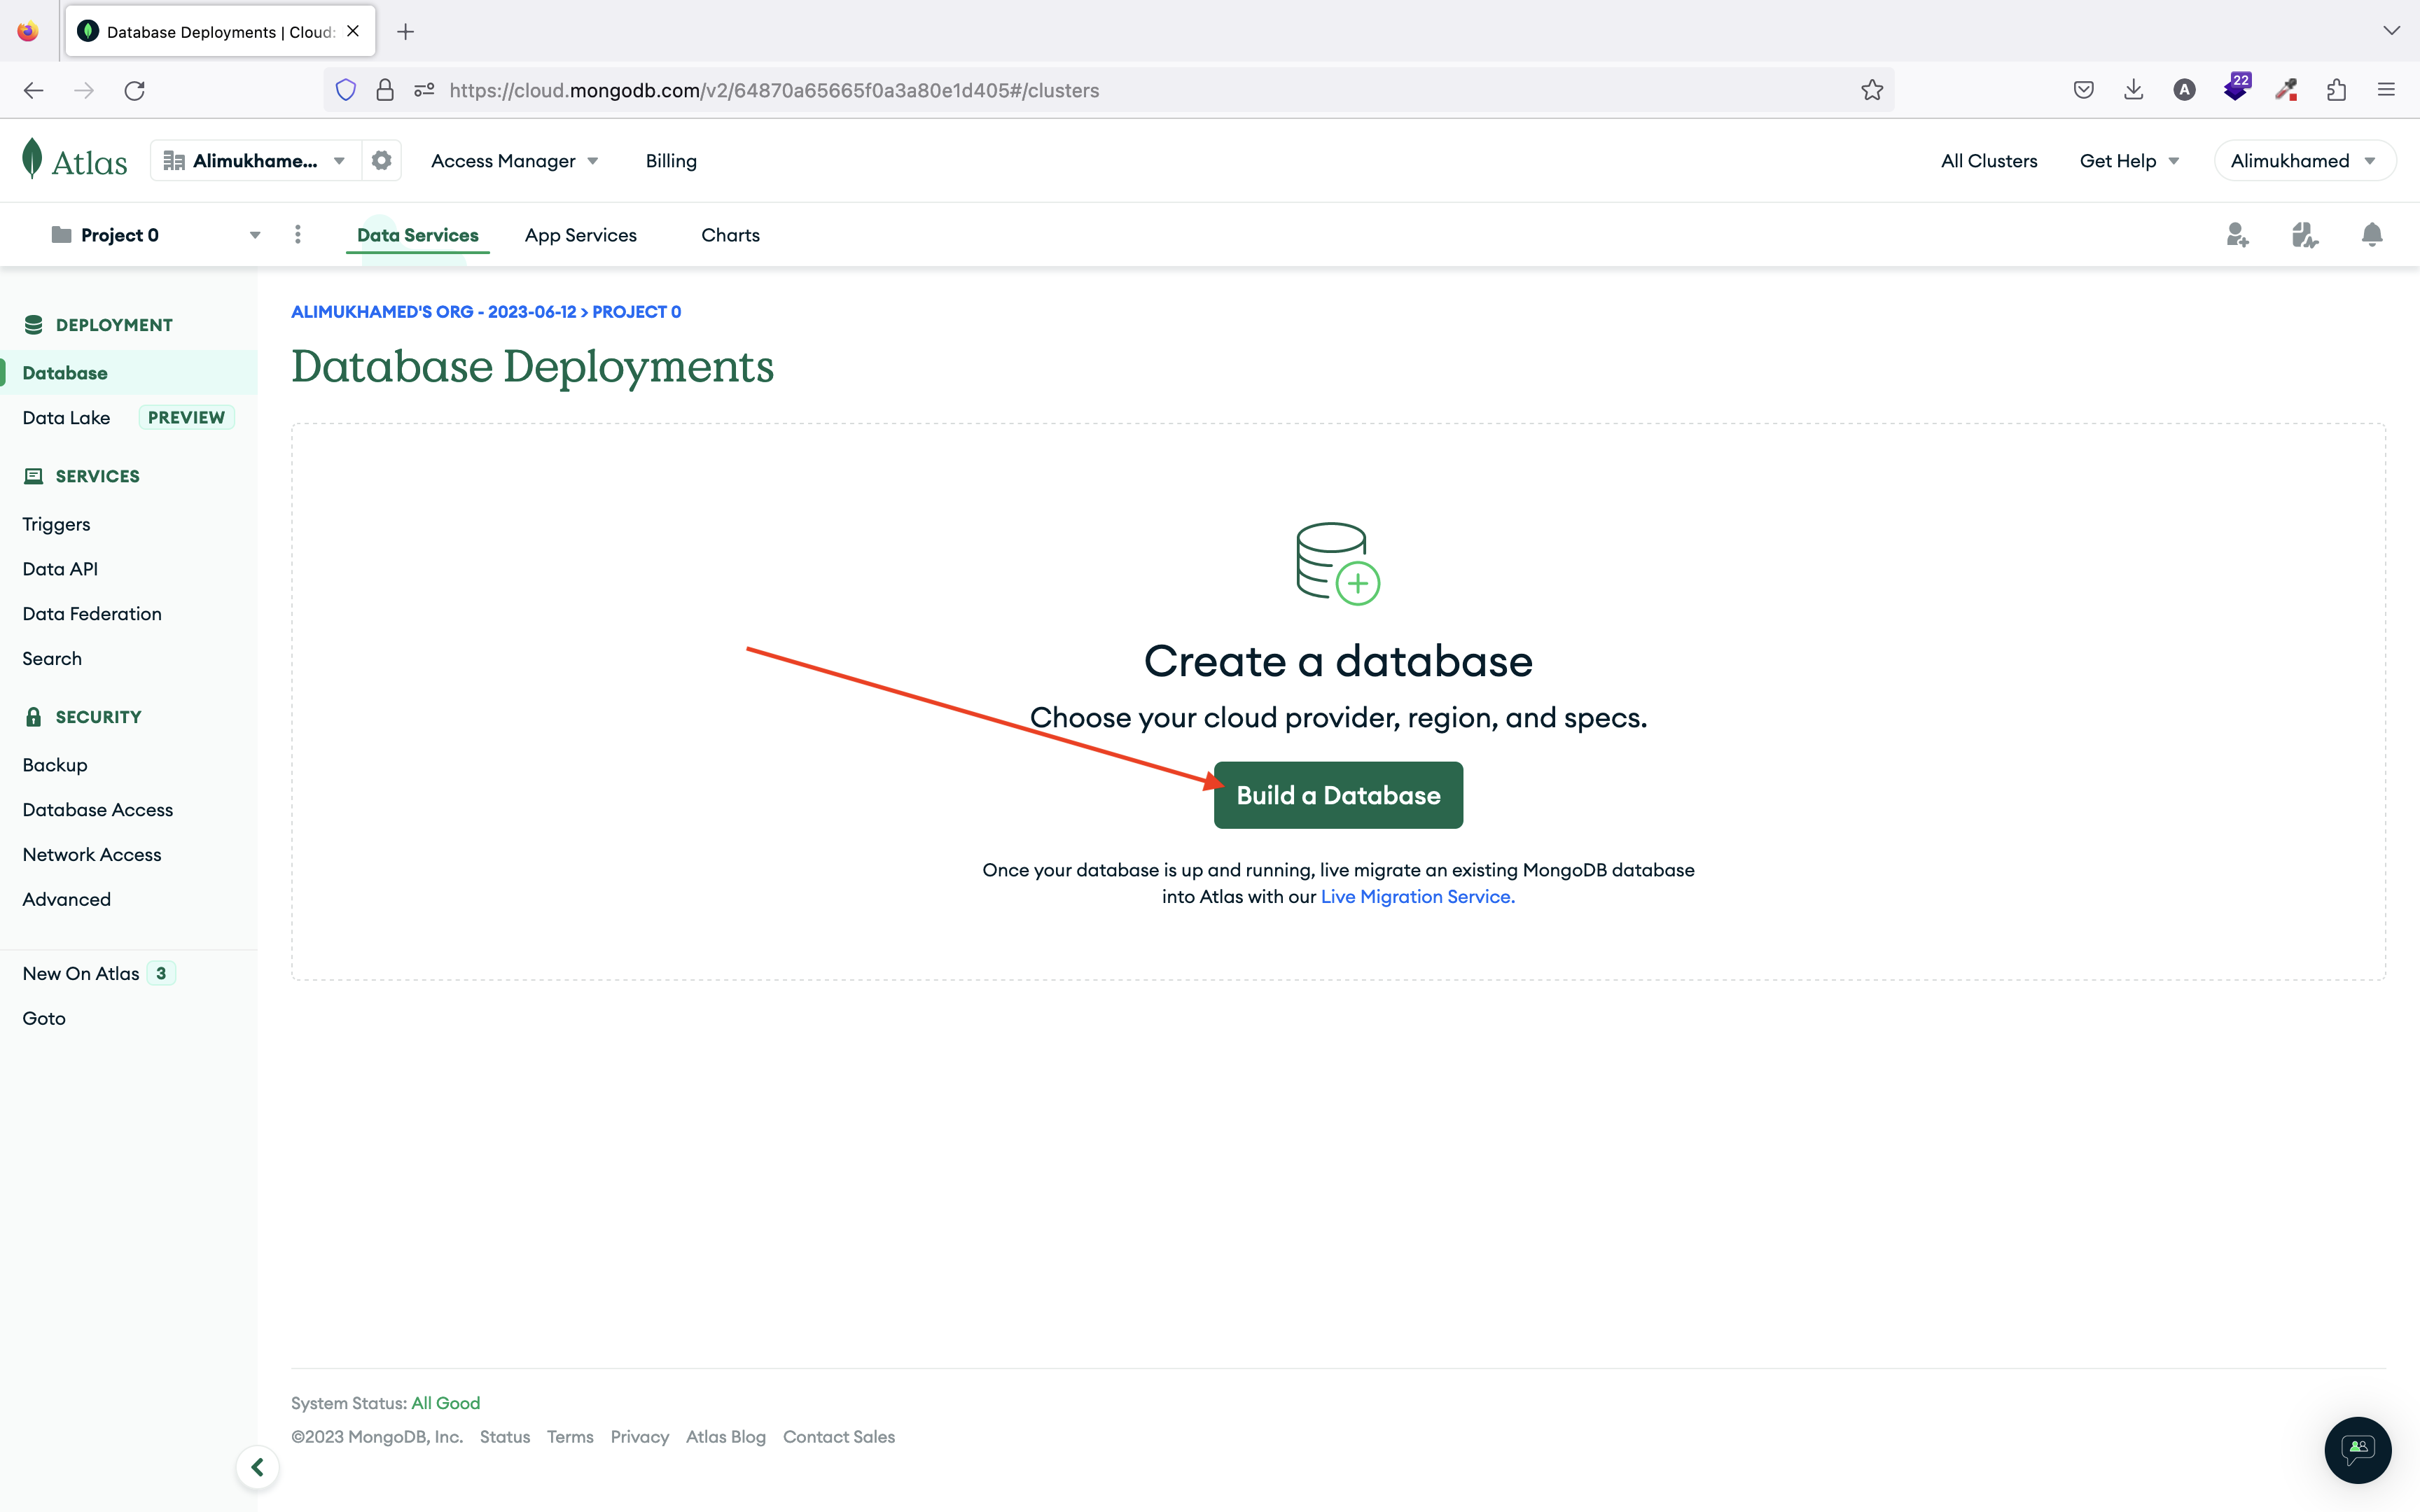 Database Deployments | Cloud:
https://cloud.mongodb.com/v2/64870a65665f0a3a80e1d405#/clusters
A
22
Atlas
Alimukhame...
Access Manager
Billing
All Clusters
Get Help
Alimukhamed
Project 0
Data Services
App Services
Charts
DEPLOYMENT
Database
Data Lake PREVIEW
SERVICES
Triggers
Data API
Data Federation
Search
SECURITY
Backup
Database Access
Network Access
Advanced
New On Atlas 3
Goto
ALIMUKHAMED'S ORG - 2023-06-12 > PROJECT 0
Database Deployments
Create a database
Choose your cloud provider, region, and specs.
Build a Database
Once your database is up and running, live migrate an existing MongoDB database
into Atlas with our Live Migration Service.
System Status: All Good
©2023 MongoDB, Inc. Status Terms Privacy Atlas Blog Contact Sales